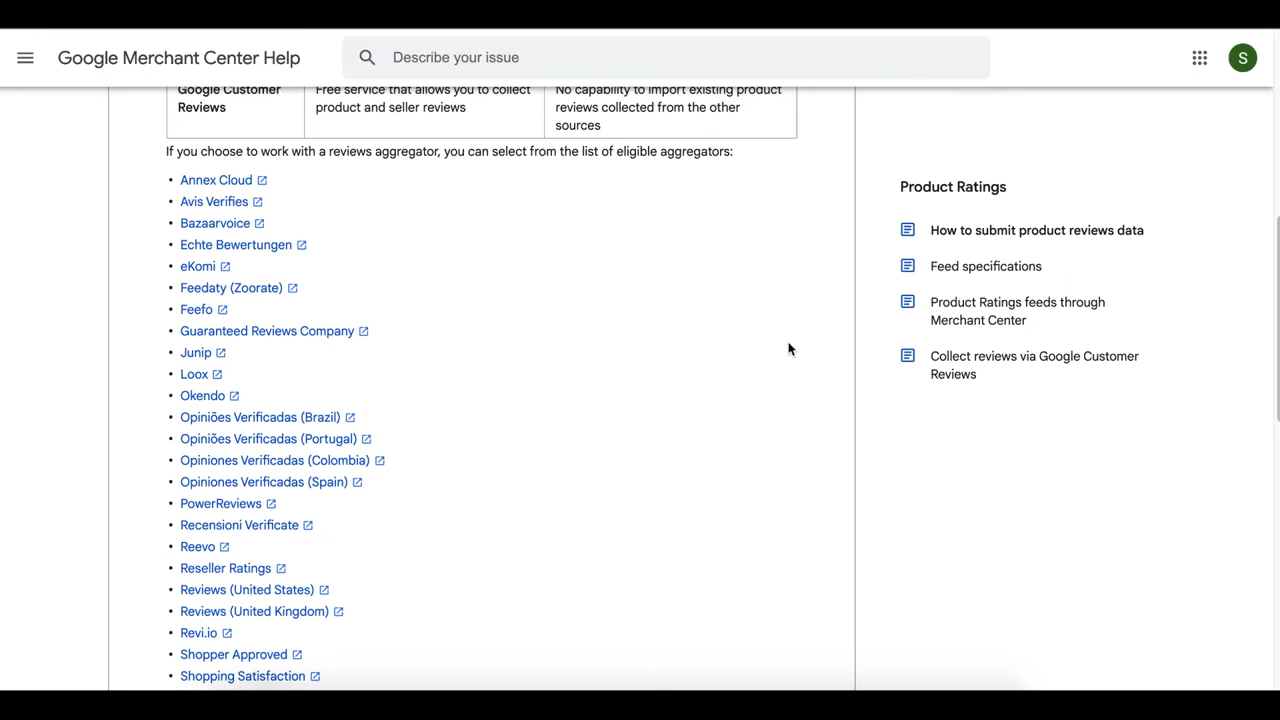 Google Merchant Center Help
Describe your issue
S
Google Customer
Reviews
Free service that allows you to collect
product and seller reviews
No capability to import existing product
reviews collected from the other
sources
If you choose to work with a reviews aggregator, you can select from the list of eligible aggregators:
• Annex Cloud
• Avis Verifies
• Bazaarvoice
• Echte Bewertungen
• eKomi
• Feedaty (Zoorate)
• Feefo
• Guaranteed Reviews Company
• Junip
• Loox
• Okendo
• Opiniões Verificadas (Brazil)
• Opiniões Verificadas (Portugal)
• Opiniones Verificadas (Colombia)
• Opiniones Verificadas (Spain)
• PowerReviews
• Recensioni Verificate
• Reevo
• Reseller Ratings
• Reviews (United States)
• Reviews (United Kingdom)
• Revi.io
• Shopper Approved
• Shopping Satisfaction
Product Ratings
How to submit product reviews data
Feed specifications
Product Ratings feeds through
Merchant Center
Collect reviews via Google Customer
Reviews